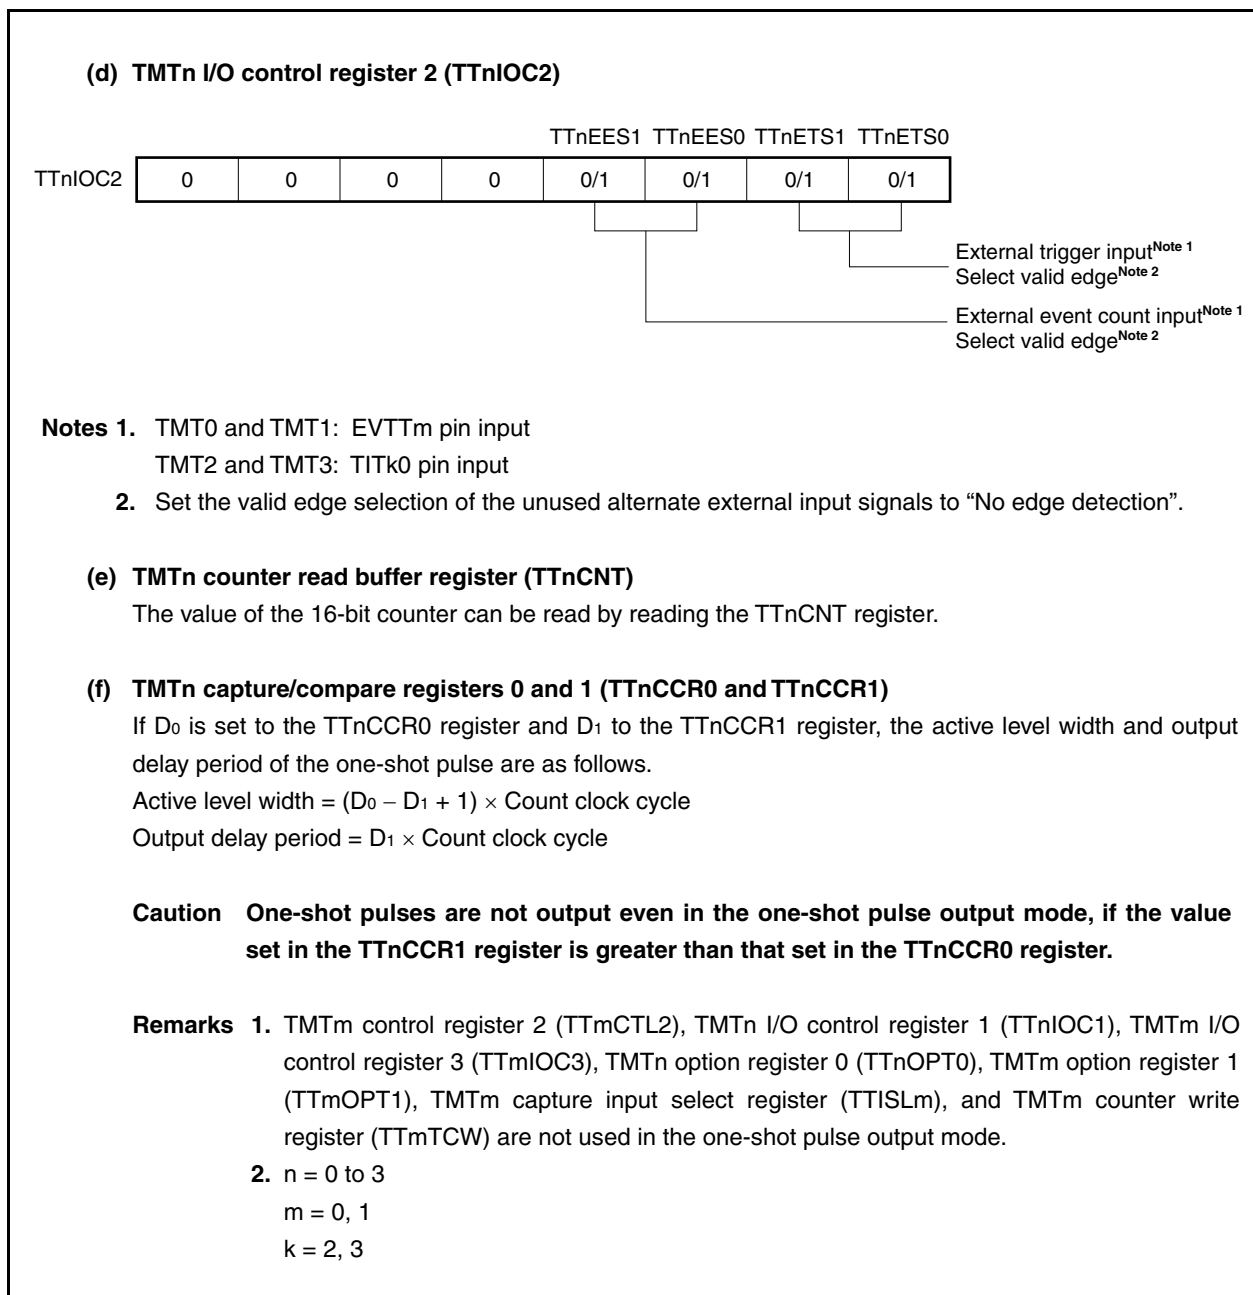 (d) TMTn I/O control register 2 (TTnIOC2)
TTnEES1 TTnEES0 TTnETS1 TTnETS0
TTnIOC2 0 0 0 0 0/1 0/1 0/1 0/1
External trigger inputNote 1
Select valid edgeNote 2
External event count inputNote 1
Select valid edgeNote 2
Notes 1. TMT0 and TMT1: EVTTm pin input
TMT2 and TMT3: TITk0 pin input
2. Set the valid edge selection of the unused alternate external input signals to “No edge detection”.
(e) TMTn counter read buffer register (TTnCNT)
The value of the 16-bit counter can be read by reading the TTnCNT register.
(f) TMTn capture/compare registers 0 and 1 (TTnCCR0 and TTnCCR1)
If D0 is set to the TTnCCR0 register and D1 to the TTnCCR1 register, the active level width and output
delay period of the one-shot pulse are as follows.
Active level width = (D0 − D1 + 1) × Count clock cycle
Output delay period = D1 × Count clock cycle
Caution One-shot pulses are not output even in the one-shot pulse output mode, if the value
set in the TTnCCR1 register is greater than that set in the TTnCCR0 register.
Remarks 1. TMTm control register 2 (TTmCTL2), TMTn I/O control register 1 (TTnIOC1), TMTm I/O
control register 3 (TTmIOC3), TMTn option register 0 (TTnOPT0), TMTm option register 1
(TTmOPT1), TMTm capture input select register (TTISLm), and TMTm counter write
register (TTmTCW) are not used in the one-shot pulse output mode.
2. n = 0 to 3
m = 0, 1
k = 2, 3